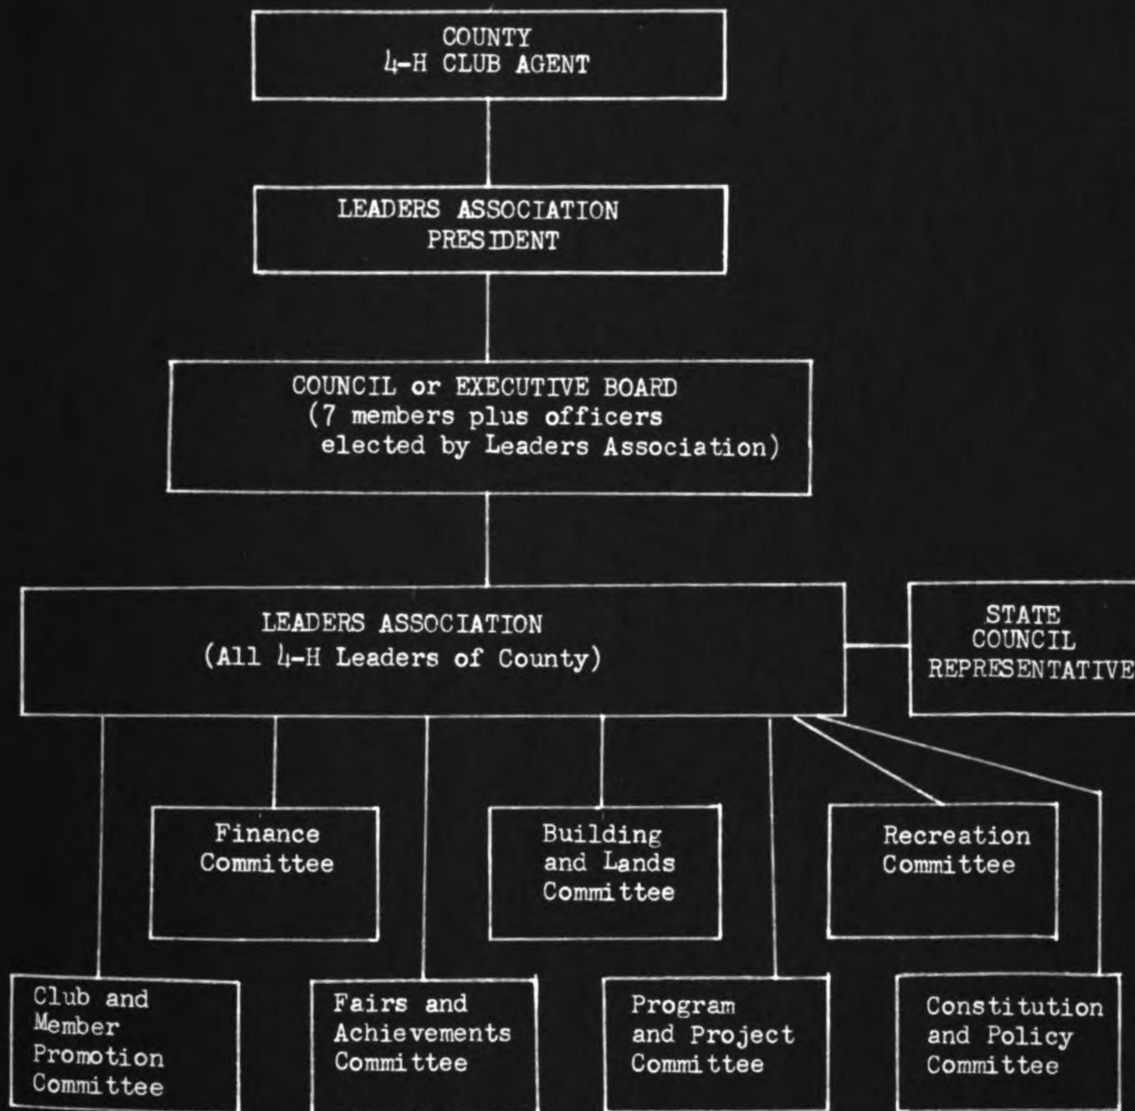 COUNTY
4-H CLUB AGENT
LEADERS ASSOCIATION
PRESIDENT
COUNCIL or EXECUTIVE BOARD
(7 members plus officers
elected by Leaders Association)
LEADERS ASSOCIATION
(All 4-H Leaders of County)
STATE
COUNCIL
REPRESENTATIVE
Finance
Committee
Building
and Lands
Committee
Recreation
Committee
Club and
Member
Promotion
Committee
Fairs and
Achievements
Committee
Program
and Project
Committee
Constitution
and Policy
Committee